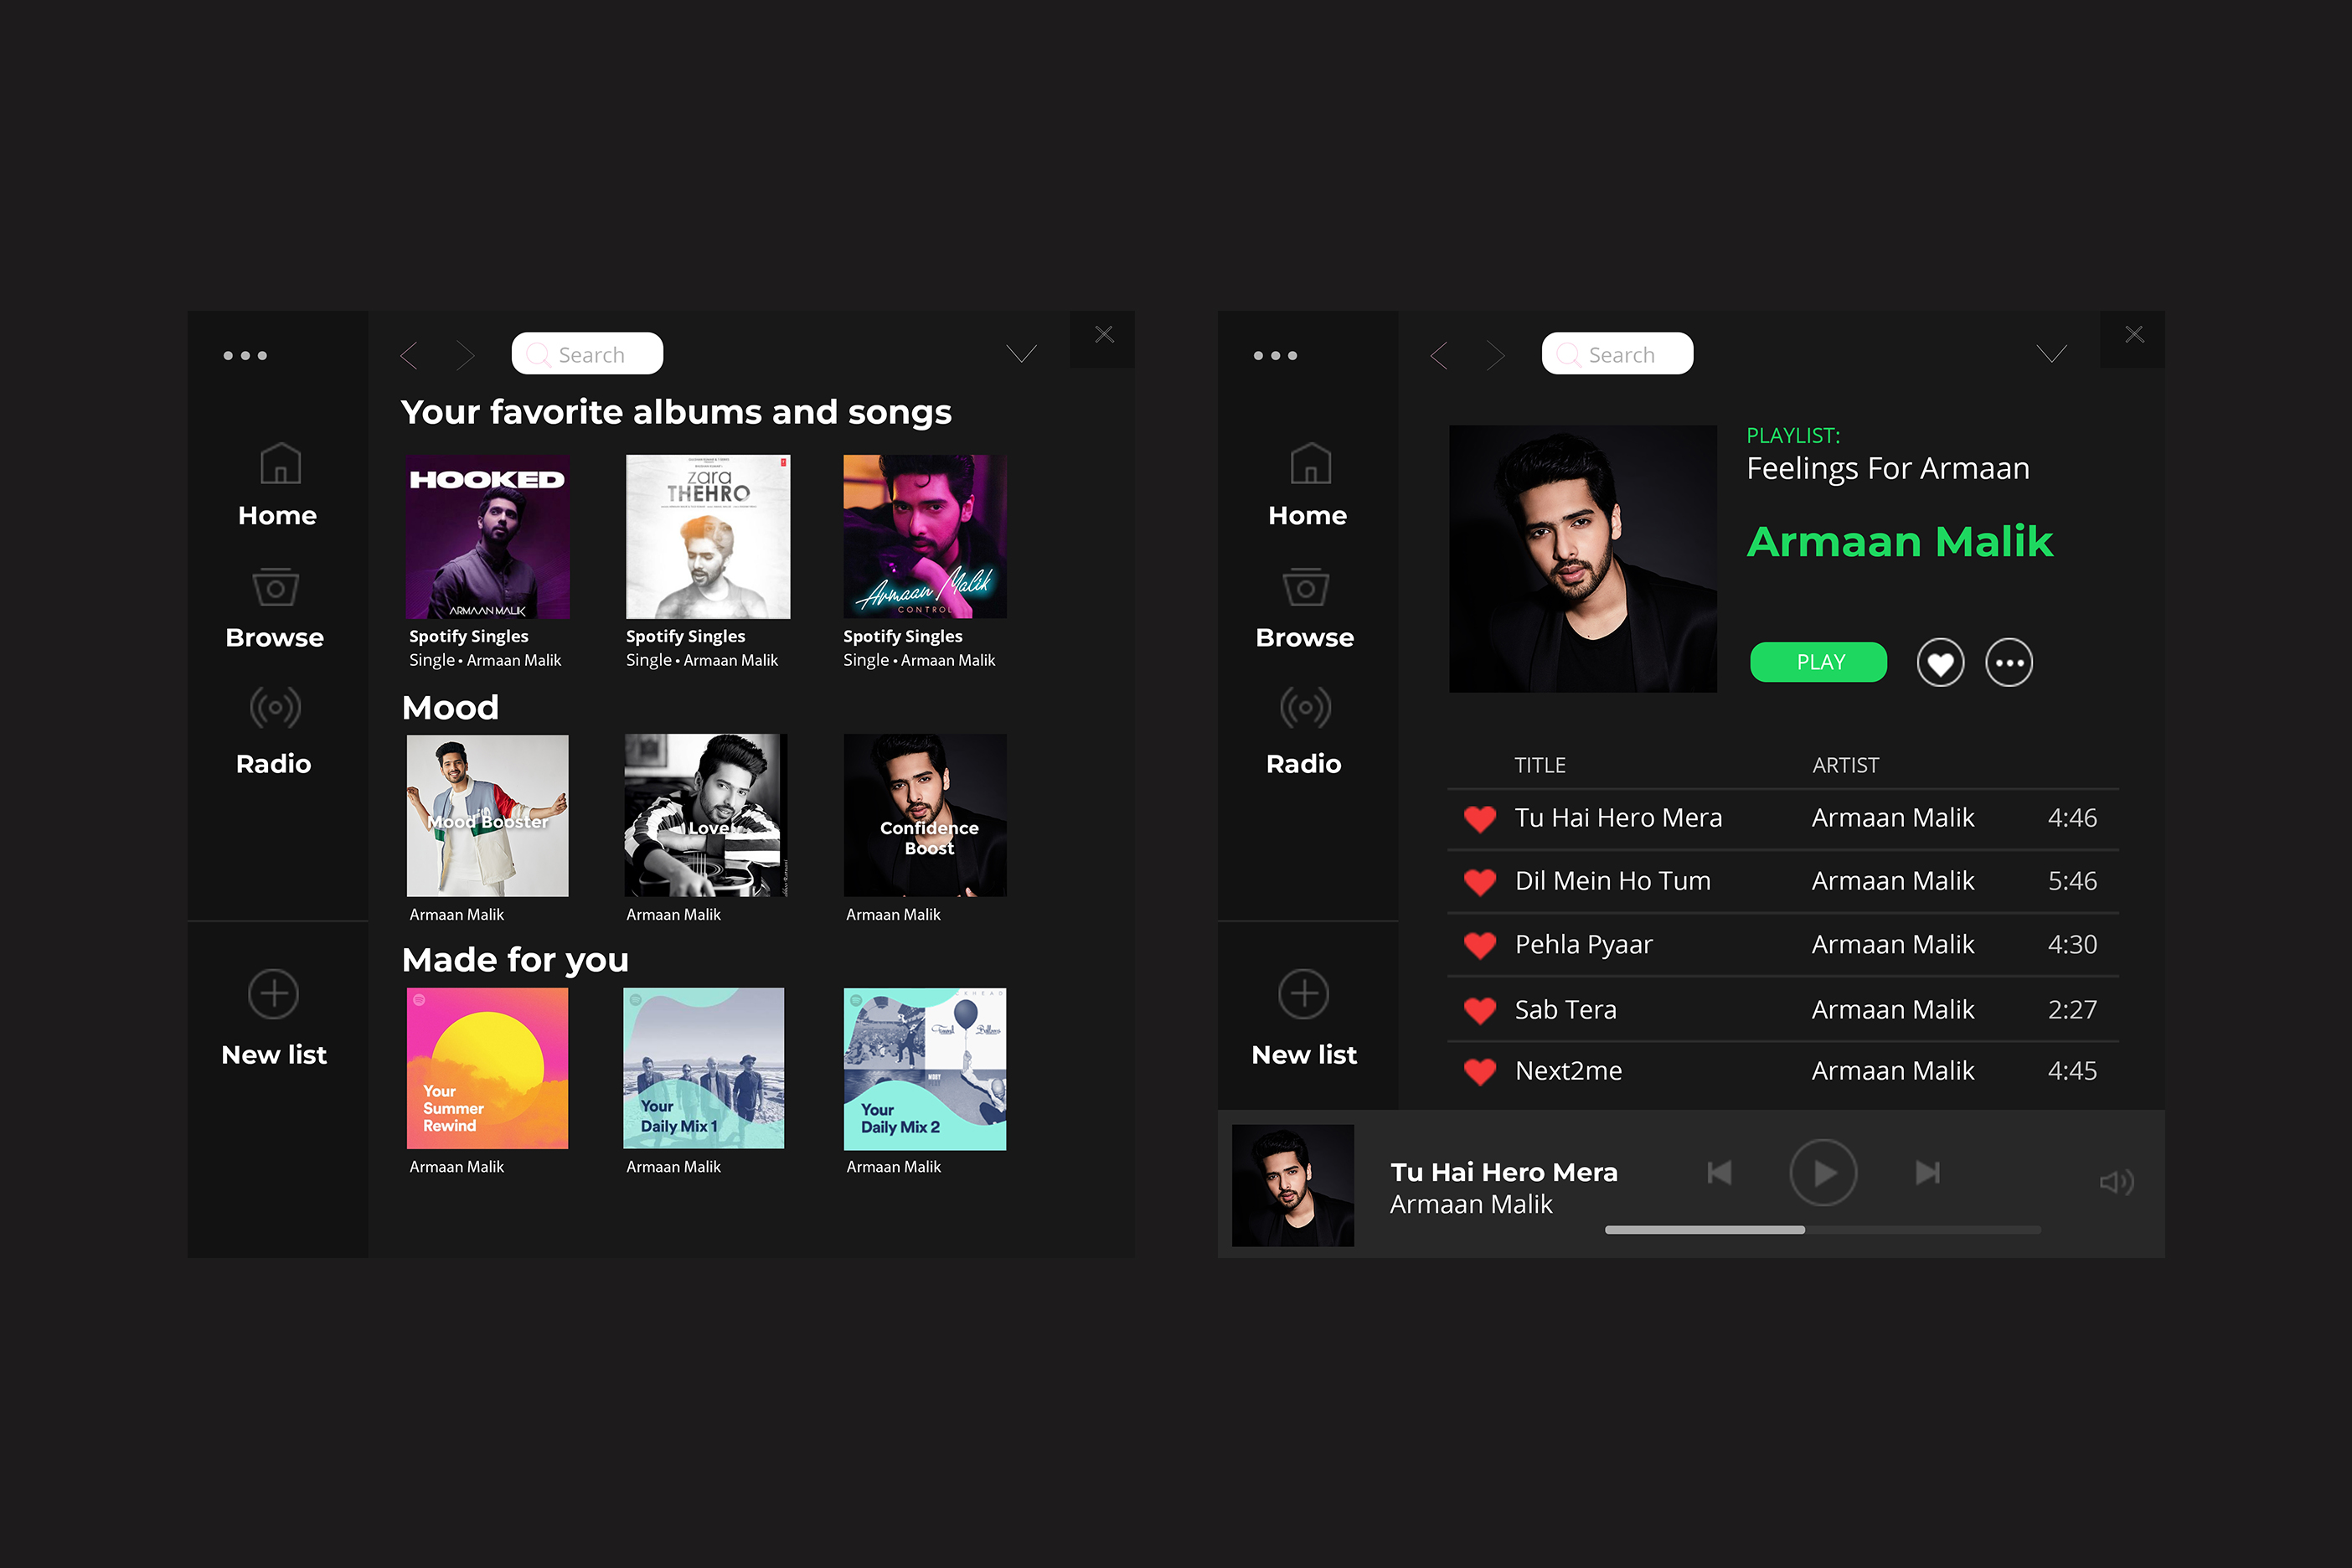 Search
Home
Browse
Radio
New list
Your favorite albums and songs
HOOKED
ARMAAN MALIK
zara
THEHRO
Armaan Malik
CONTROL
Spotify Singles
Single • Armaan Malik
Spotify Singles
Single • Armaan Malik
Spotify Singles
Single • Armaan Malik
Mood
Mood Booster
Love
Confidence
Boost
Armaan Malik
Armaan Malik
Armaan Malik
Made for you
Your
Summer
Rewind
Your
Daily Mix 1
Your
Daily Mix 2
Armaan Malik
Armaan Malik
Armaan Malik
Search
Home
Browse
Radio
New list
PLAYLIST:
Feelings For Armaan
Armaan Malik
PLAY
TITLE ARTIST
Tu Hai Hero Mera Armaan Malik 4:46
Dil Mein Ho Tum Armaan Malik 5:46
Pehla Pyaar Armaan Malik 4:30
Sab Tera Armaan Malik 2:27
Next2me Armaan Malik 4:45
Tu Hai Hero Mera
Armaan Malik